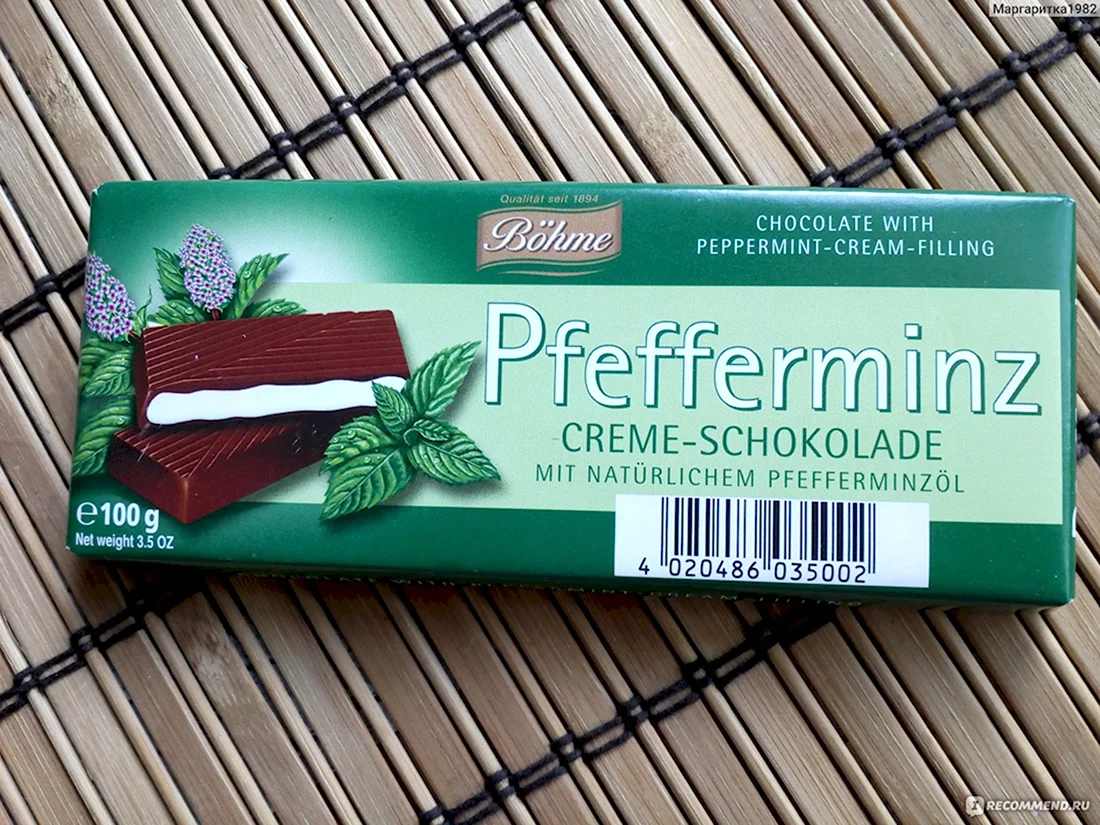 Маргаритка1982
Qualität seit 1894
Böhme
CHOCOLATE WITH
PEPPERMINT-CREAM-FILLING
Pfefferminz
CREME-SCHOKOLADE
MIT NATÜRLICHEM PFEFFERMINZÖL
℮100 g
Net weight 3.5 OZ
4 020486 035002
RECOMMEND.RU